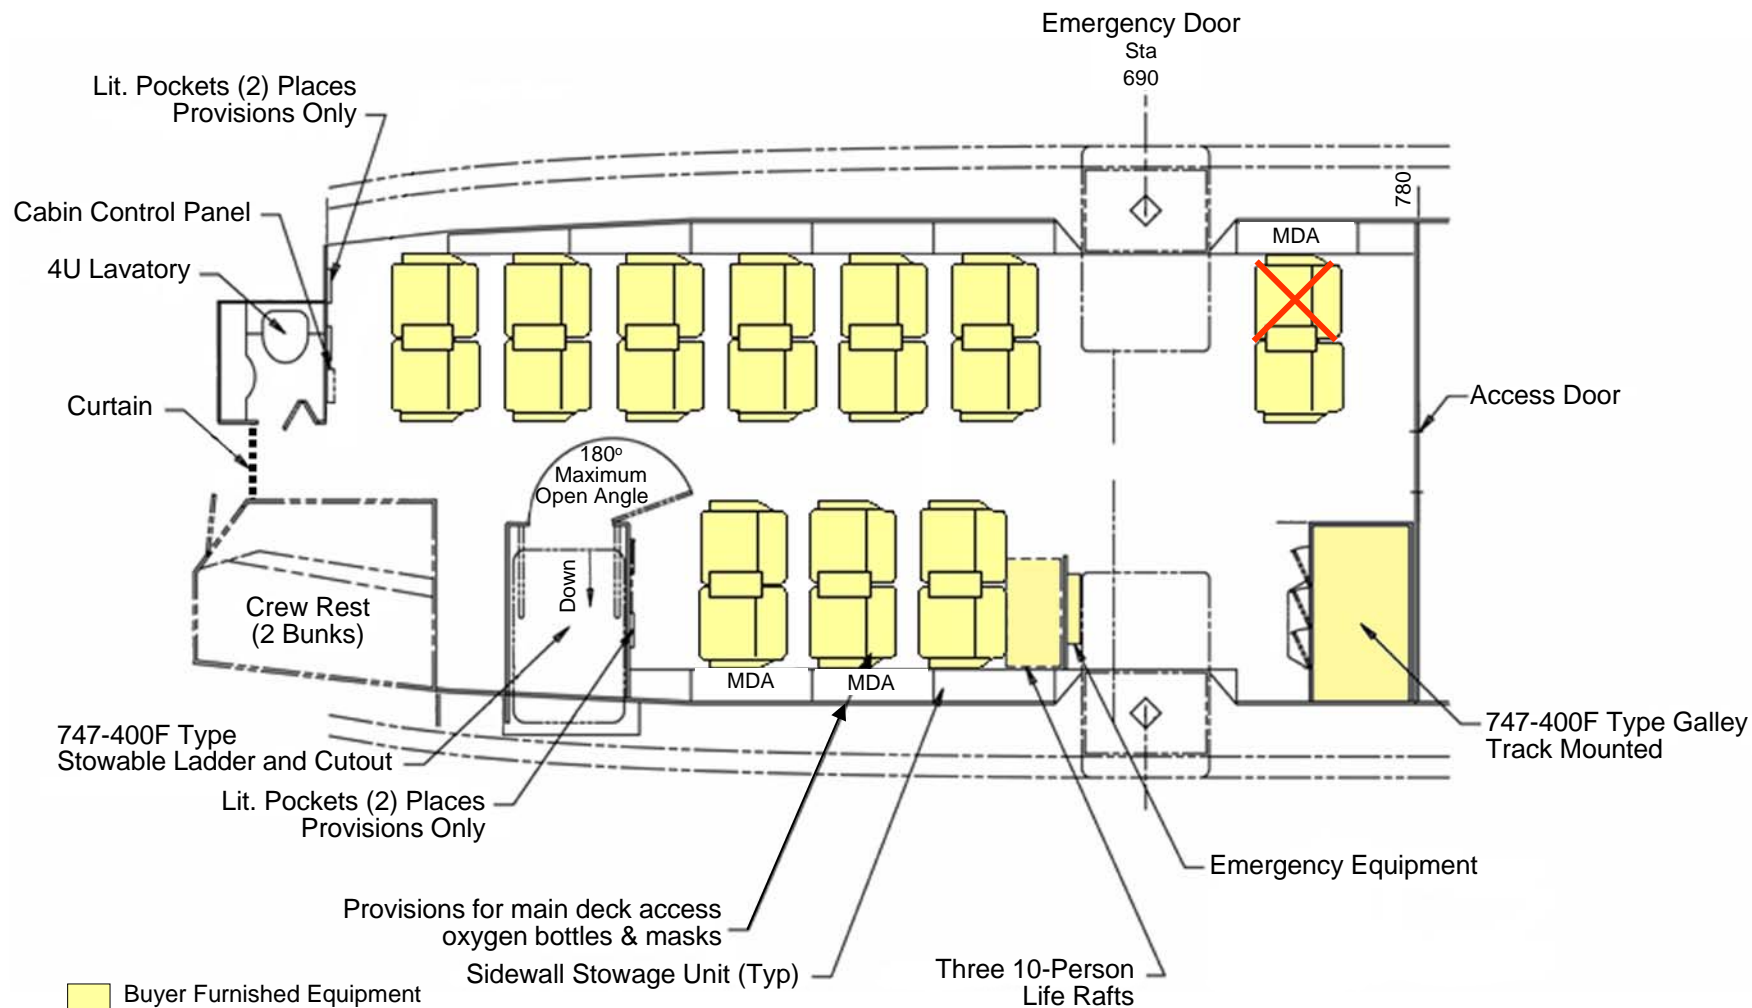 Emergency Door
Sta
690
Lit. Pockets (2) Places
Provisions Only
780
Cabin Control Panel
MDA
4U Lavatory
Access Door
Curtain
180o
Maximum
Open Angle
Down
Crew Rest
(2 Bunks)
MDA
MDA
747-400F Type
Stowable Ladder and Cutout
747-400F Type Galley
Track Mounted
Lit. Pockets (2) Places
Provisions Only
Emergency Equipment
Provisions for main deck access
oxygen bottles & masks
Sidewall Stowage Unit (Typ)
Three 10-Person
Life Rafts
Buyer Furnished Equipment